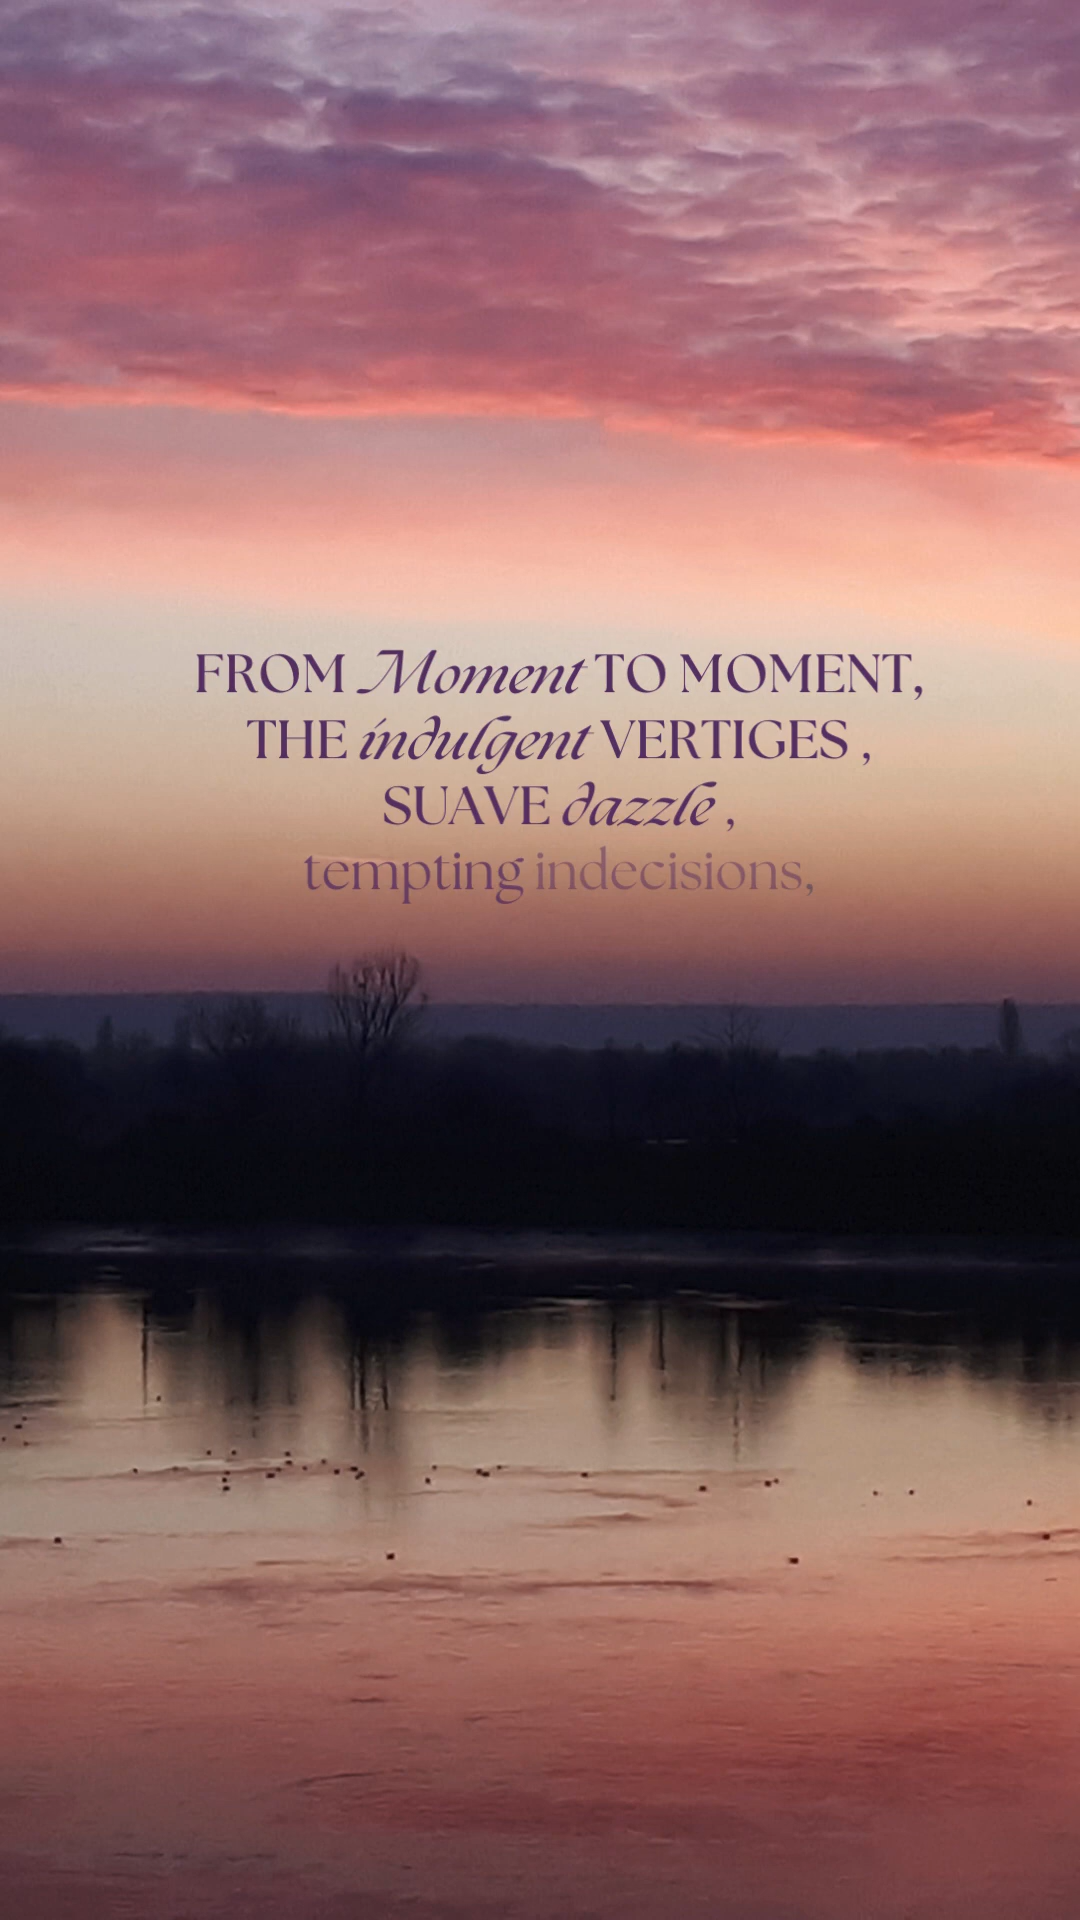 FROM Moment TO MOMENT,
THE indulgent VERTIGES ,
SUAVE dazzle ,
tempting indecisions,